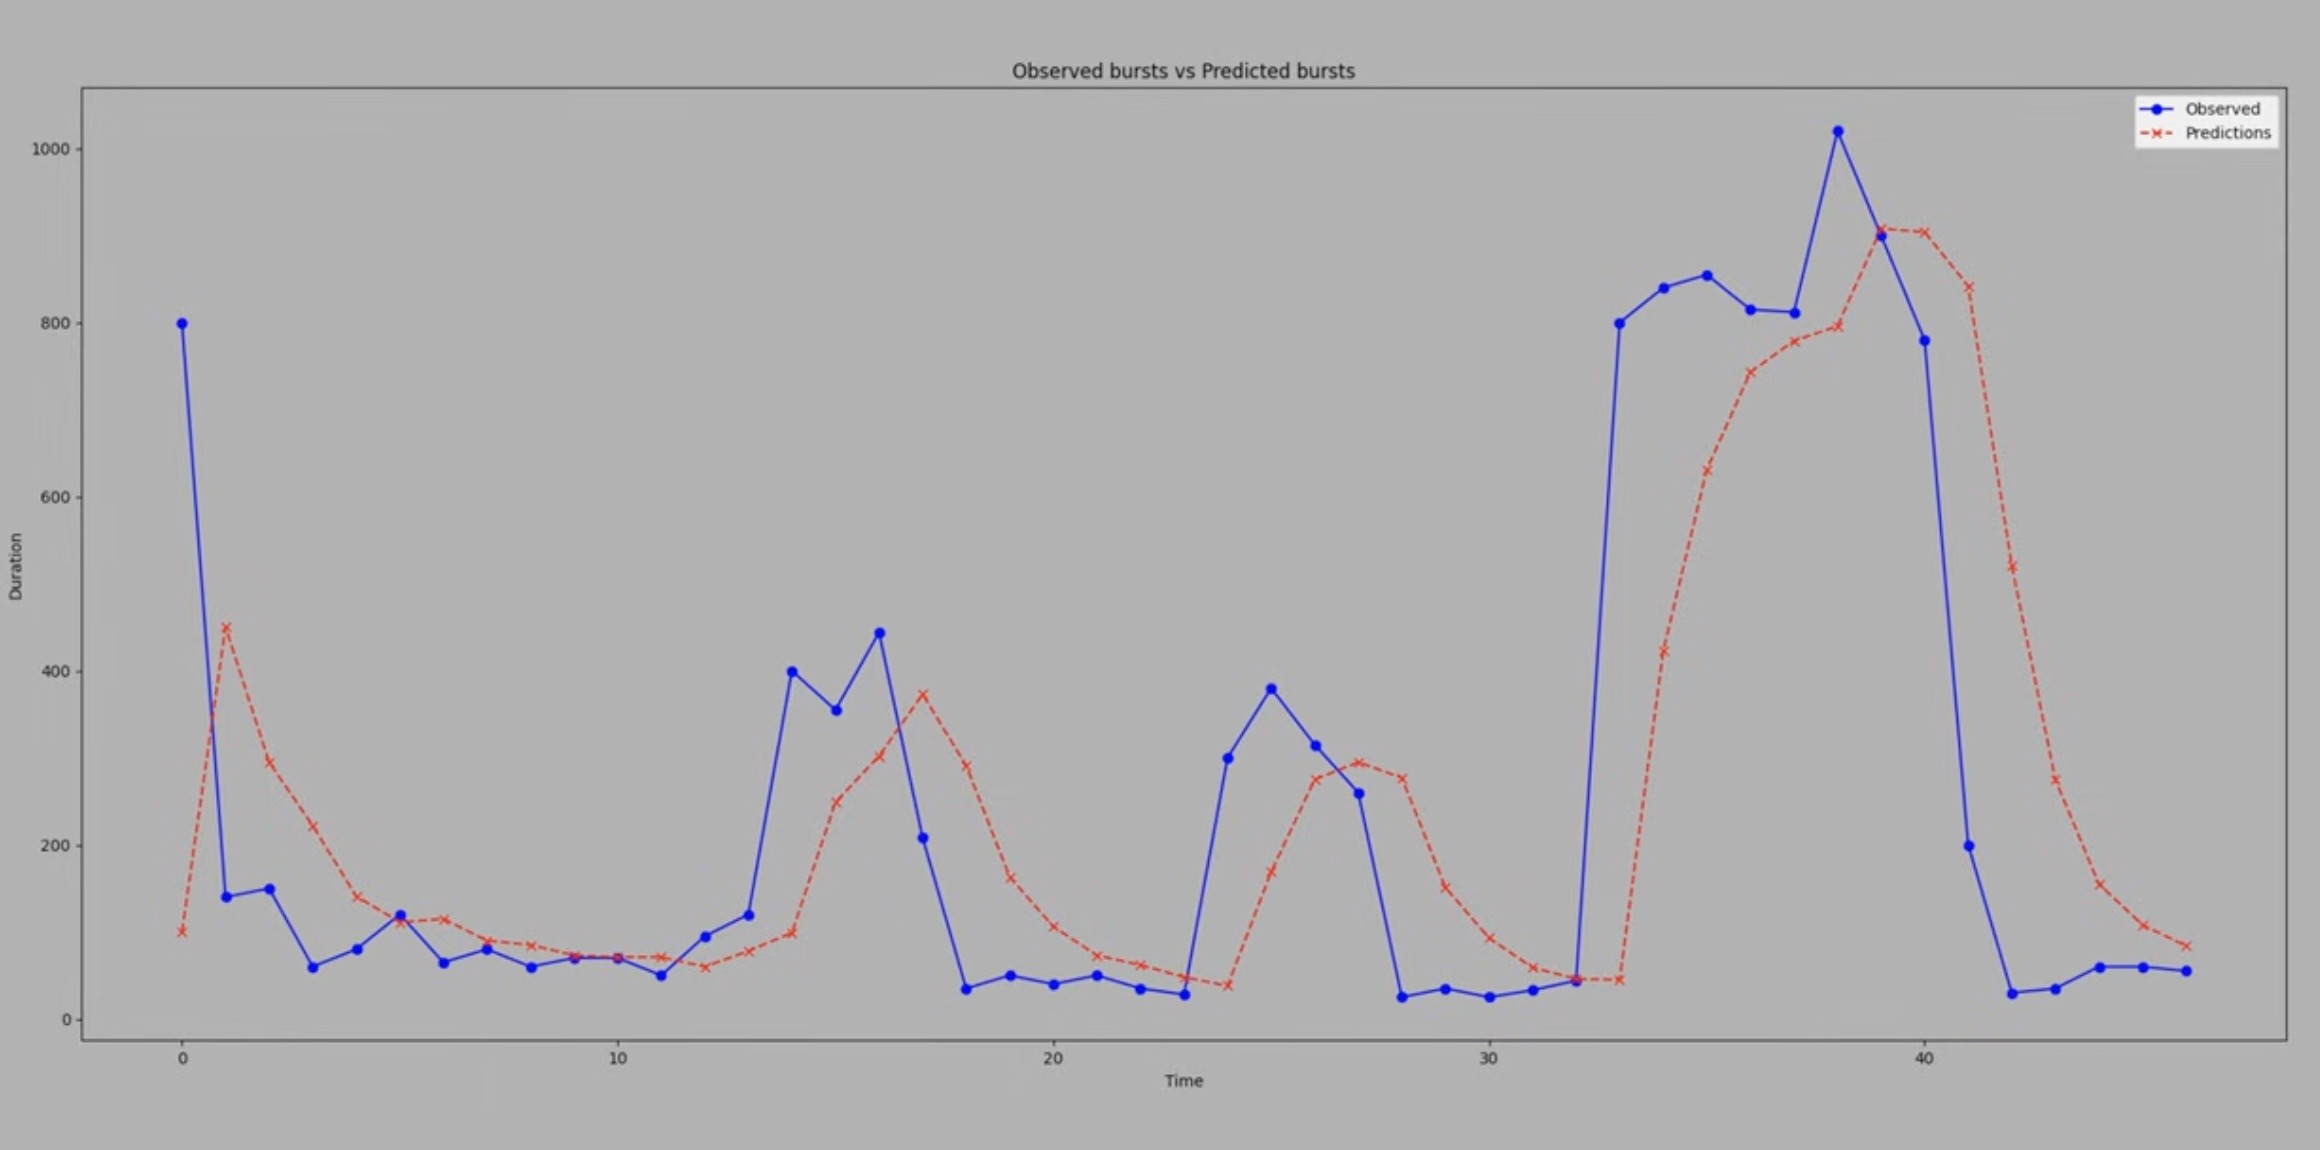 Observed bursts vs Predicted bursts
Observed
Predictions
1000
800
600
400
200
0
Duration
0 10 20 30 40
Time